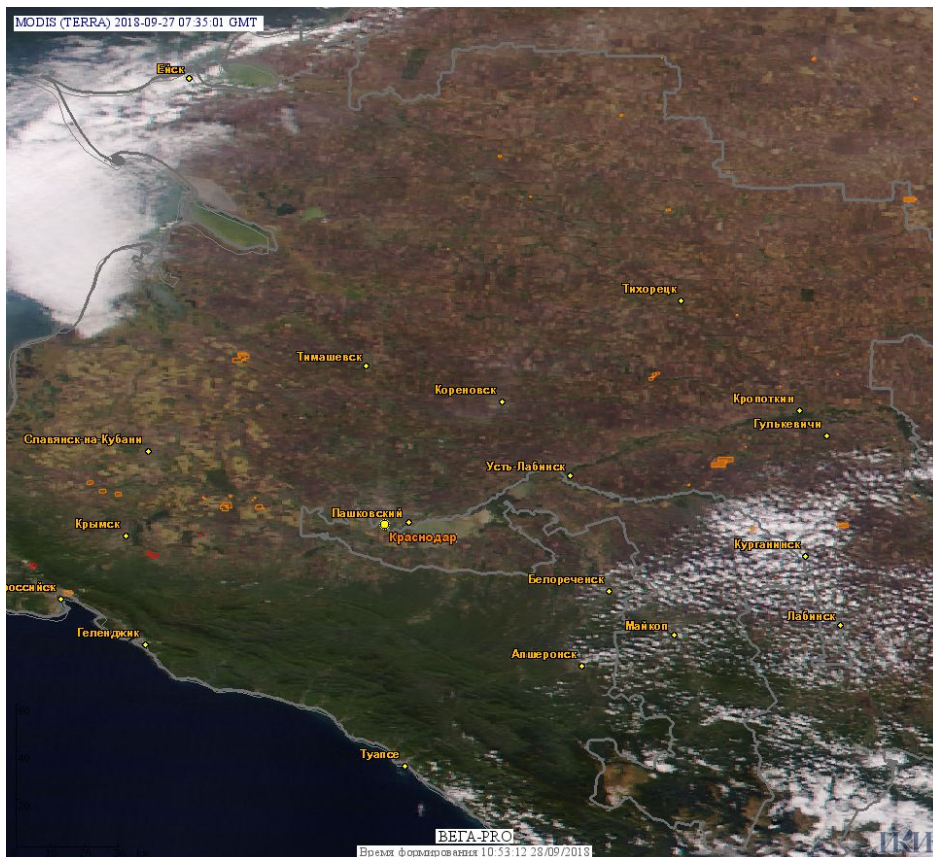 MODIS (TERRA) 2018-09-27 07:35:01 GMT
Ейск
Тихорецк
Тимашевск
Кореновск
Кропоткин
Гулькевичи
Славянск-на-Кубани
Усть-Лабинск
Пашковский
Крымск
Краснодар
Курганинск
Белореченск
российск
Лабинск
Геленджик
Майкоп
Апшеронск
Туапсе
ВЕГА-PRO
ИКИ
Время формирования 10:53:12 28/09/2018